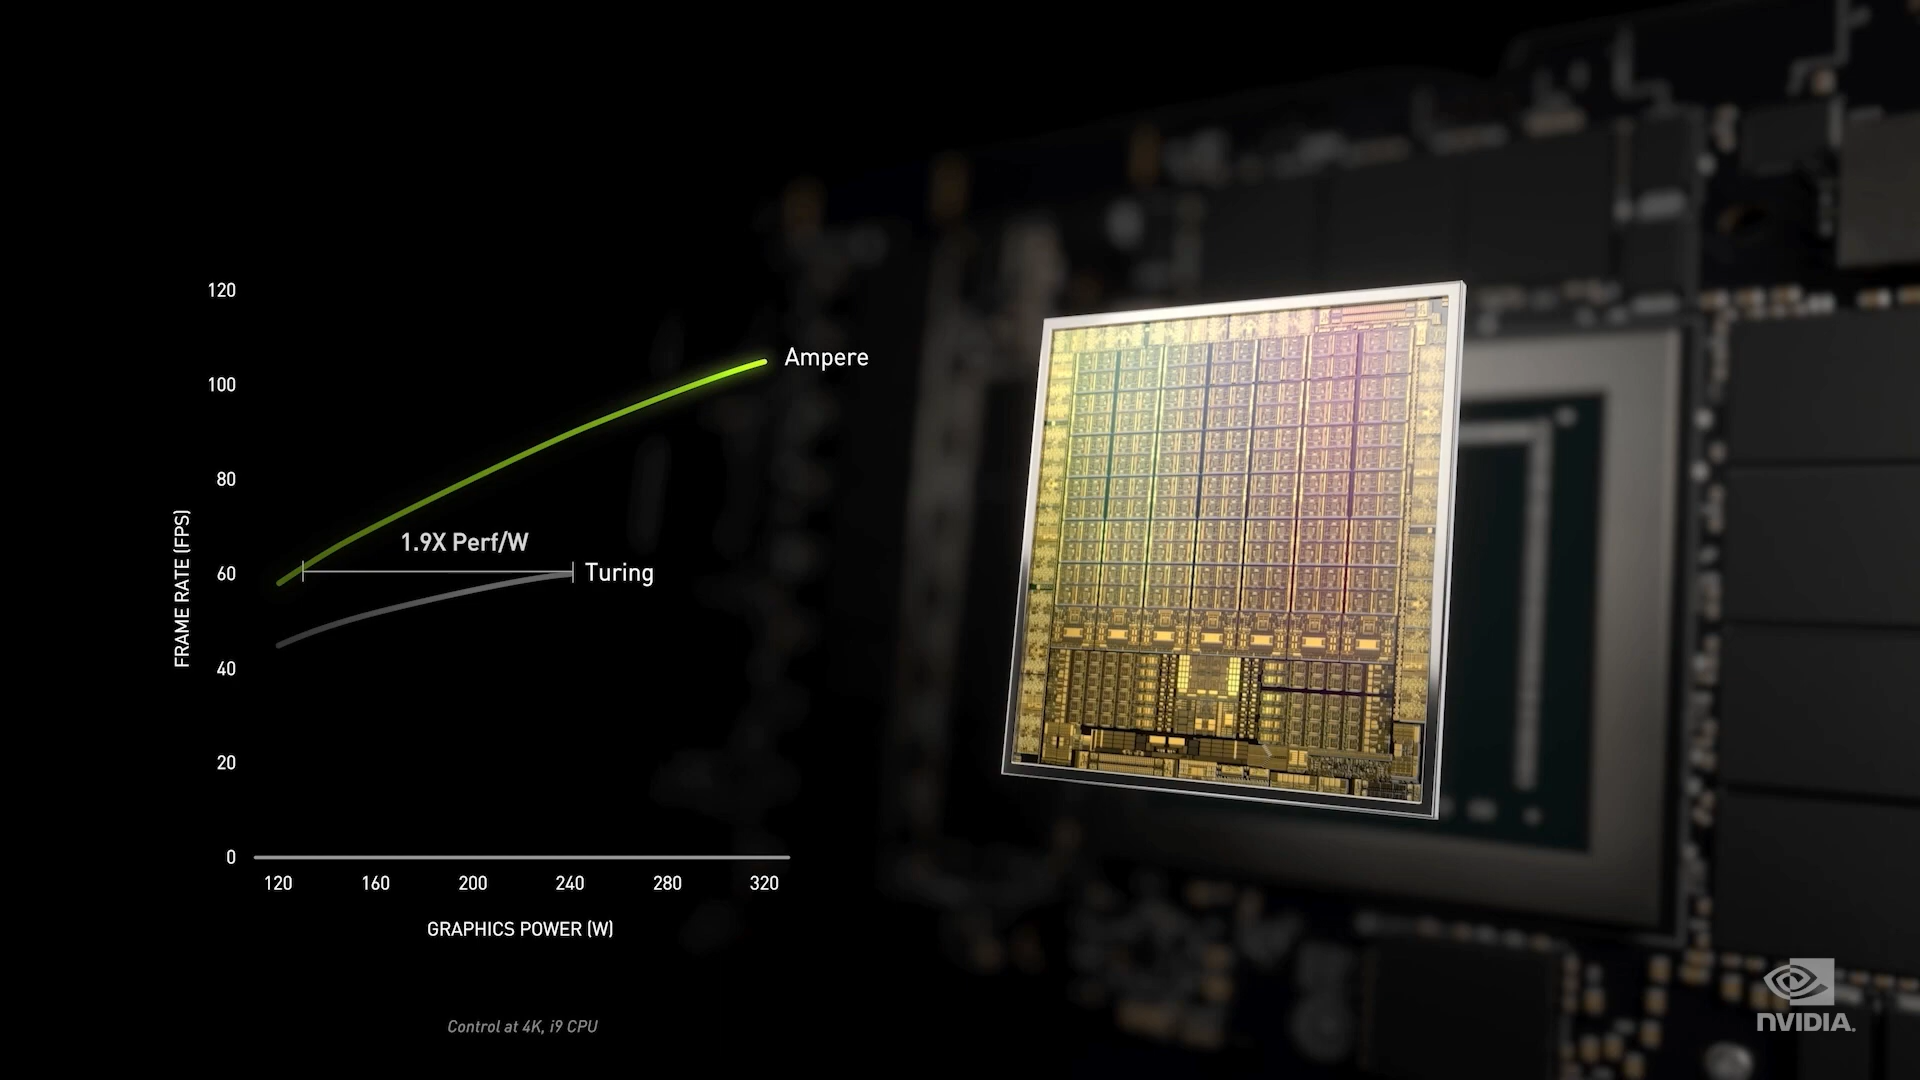 120
100
80
60
40
20
0
FRAME RATE (FPS)
Ampere
1.9X Perf/W
Turing
120 160 200 240 280 320
GRAPHICS POWER (W)
Control at 4K, i9 CPU
NVIDIA.